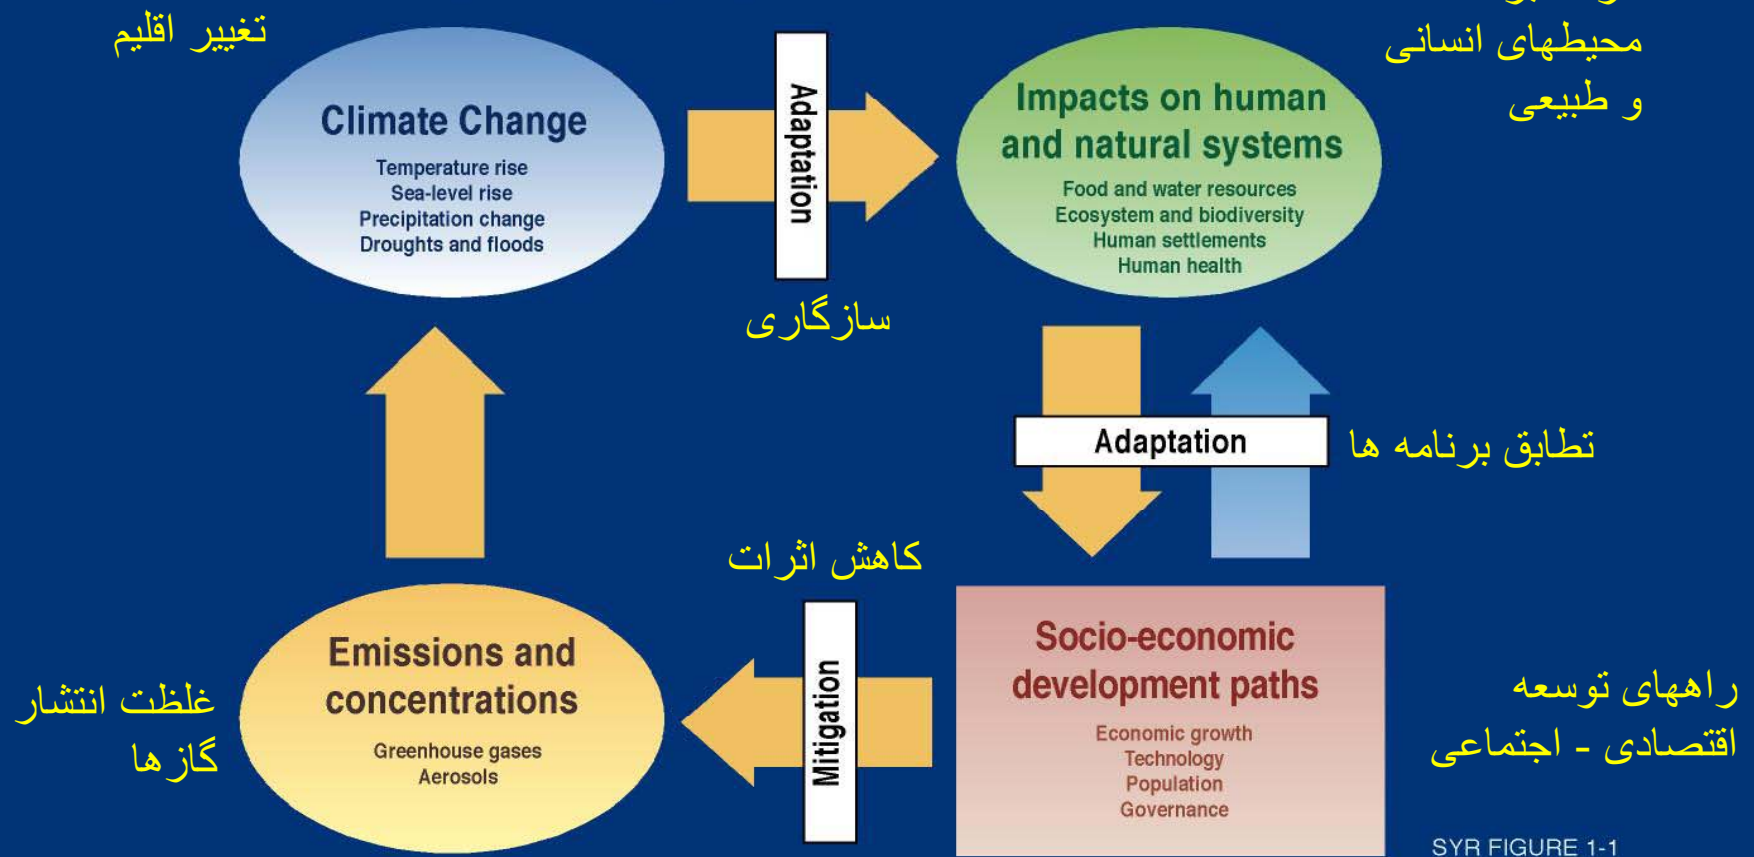 تغییر اقلیم
Climate Change
Temperature rise
Sea-level rise
Precipitation change
Droughts and floods
Adaptation
سازگاری
Impacts on human
and natural systems
Food and water resources
Ecosystem and biodiversity
Human settlements
Human health
محیطهای انسانی
و طبیعی
Adaptation
تطابق برنامه ها
کاهش اثرات
Mitigation
Emissions and
concentrations
Greenhouse gases
Aerosols
غلظت انتشار
گازها
Socio-economic
development paths
Economic growth
Technology
Population
Governance
راههای توسعه
اقتصادی - اجتماعی
SYR FIGURE 1-1